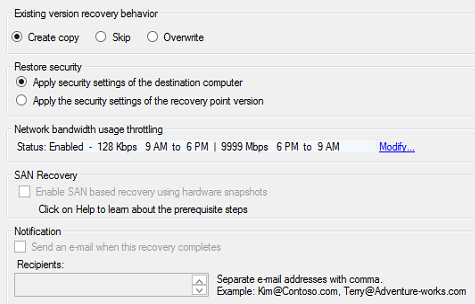 Existing version recovery behavior
Create copy Skip Overwrite
Restore security
Apply security settings of the destination computer
Apply the security settings of the recovery point version
Network bandwidth usage throttling
Status: Enabled - 128 Kbps 9 AM to 6 PM | 9999 Mbps 6 PM to 9 AM Modify...
SAN Recovery
Enable SAN based recovery using hardware snapshots
Click on Help to learn about the prerequisite steps
Notification
Send an e-mail when this recovery completes
Recipients:
Separate e-mail addresses with comma.
Example: Kim@Contoso.com, Terry@Adventure-works.com